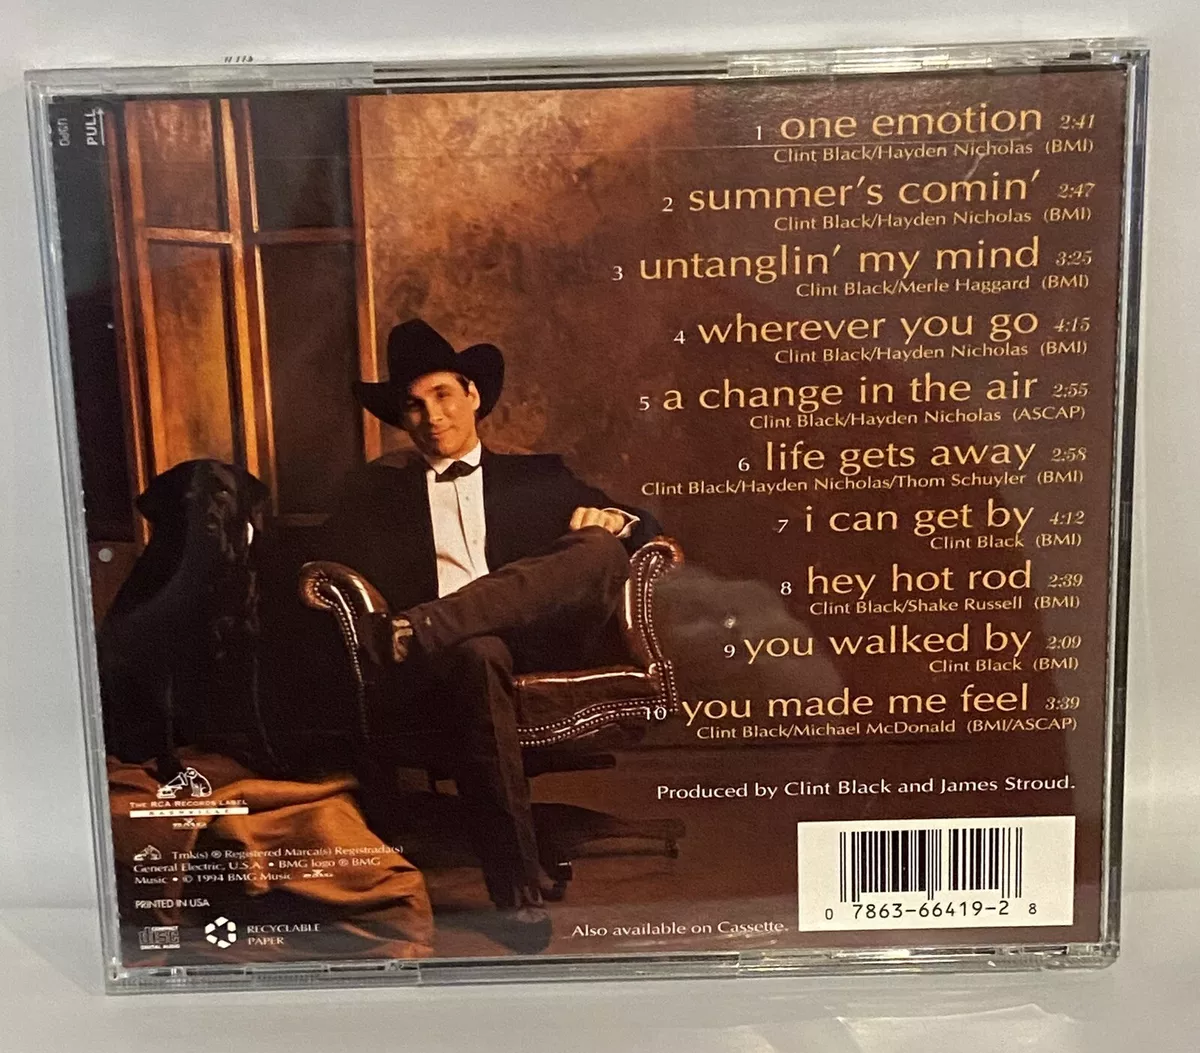 PULL
1 one emotion 2:41
Clint Black/Hayden Nicholas (BMI)
2 summer's comin' 2:47
Clint Black/Hayden Nicholas (BMI)
3 untanglin' my mind 3:25
Clint Black/Merle Haggard (BMI)
4 wherever you go 4:15
Clint Black/Hayden Nicholas (BMI)
5 a change in the air 2:55
Clint Black/Hayden Nicholas (ASCAP)
6 life gets away 2:58
Clint Black/Hayden Nicholas/Thom Schuyler (BMI)
7 i can get by 4:12
Clint Black (BMI)
8 hey hot rod 2:39
Clint Black/Shake Russell (BMI)
9 you walked by 2:09
Clint Black (BMI)
10 you made me feel 3:39
Clint Black/Michael McDonald (BMI/ASCAP)
Produced by Clint Black and James Stroud.
THE RCA RECORDS LABEL
NASHVILLE
BMG
Tmk(s) ® Registered Marca(s) Registrada(s)
General Electric, U.S.A. • BMG logo ® BMG
Music • © 1994 BMG Music BMG
PRINTED IN USA
COMPACT
disc
DIGITAL AUDIO
RECYCLABLE
PAPER
Also available on Cassette.
0 7863-66419-2 8